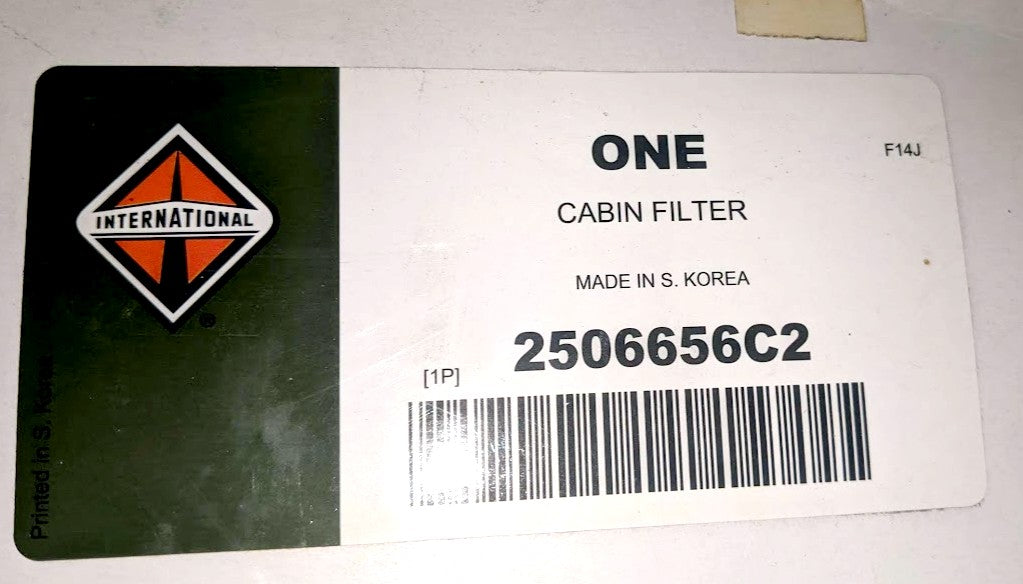 INTERNATIONAL
®
Printed in S. Korea
ONE
F14J
CABIN FILTER
MADE IN S. KOREA
2506656C2
[1P]